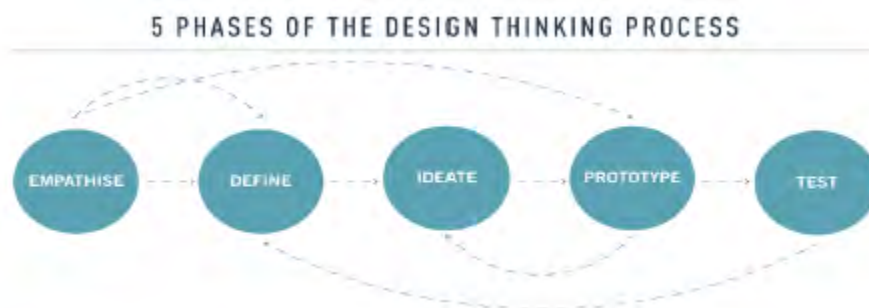 5 PHASES OF THE DESIGN THINKING PROCESS
EMPATHISE
DEFINE
IDEATE
PROTOTYPE
TEST